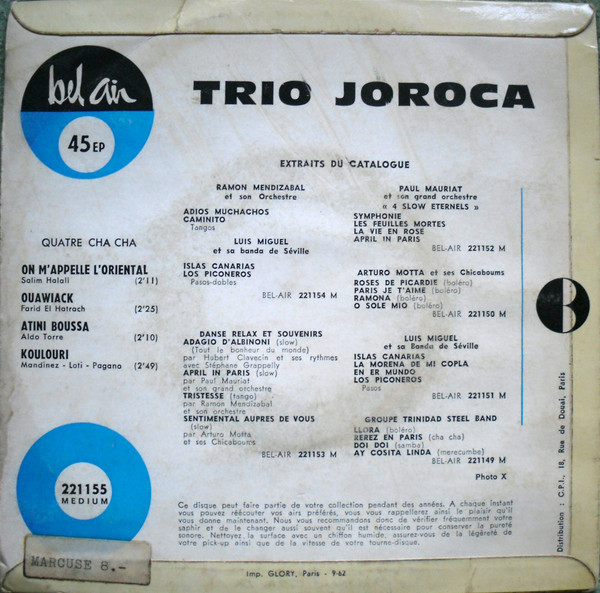 bel air
45 EP
TRIO JOROCA
EXTRAITS DU CATALOGUE
QUATRE CHA CHA
ON M'APPELLE L'ORIENTAL
Salim Halali (2'11)
OUAWIACK
Farid El Hatrach (2'25)
ATINI BOUSSA
Aldo Torre (2'10)
KOULOURI
Mandinez - Loti - Pagano (2'49)
221155
MEDIUM
MARCUSE 8.-
RAMON MENDIZABAL
et son Orchestre
ADIOS MUCHACHOS
CAMINITO
Tangos
LUIS MIGUEL
et sa banda de Séville
ISLAS CANARIAS
LOS PICONEROS
Pasos-dobles
BEL-AIR 221154 M
DANSE RELAX ET SOUVENIRS
ADAGIO D'ALBINONI (slow)
(Tout le bonheur du monde)
par Hubert Clavecin et ses rythmes
avec Stéphane Grappelly
APRIL IN PARIS (slow)
par Paul Mauriat
et son grand orchestre
TRISTESSE (tango)
par Ramon Mendizabal
et son orchestre
SENTIMENTAL AUPRES DE VOUS
(slow)
par Arturo Motta
et ses Chicaboums
BEL-AIR 221153 M
PAUL MAURIAT
et son grand orchestre
« 4 SLOW ETERNELS »
SYMPHONIE
LES FEUILLES MORTES
LA VIE EN ROSE
APRIL IN PARIS
BEL-AIR 221152 M
ARTURO MOTTA et ses Chicaboums
ROSES DE PICARDIE (boléro)
PARIS JE T'AIME (boléro)
RAMONA (boléro)
O SOLE MIO (boléro)
BEL-AIR 221150 M
LUIS MIGUEL
et sa Banda de Séville
ISLAS CANARIAS
LA MORENA DE MI COPLA
EN ER MUNDO
LOS PICONEROS
Pasos
BEL-AIR 221151 M
GROUPE TRINIDAD STEEL BAND
LLORA (boléro)
REREZ EN PARIS (cha cha)
DOI DOI (samba)
AY COSITA LINDA (merecumbe)
BEL-AIR 221149 M
Photo X
B
Distribution : C.P.I., 18, Rue de Douai, Paris
Ce disque peut faire partie de votre collection pendant des années. A chaque instant
vous pouvez réécouter vos airs préférés, vous vous rappellerez ainsi le plaisir qu'il
vous donne maintenant. Nous vous recommandons donc de vérifier fréquemment votre
saphir et de le changer aussi souvent qu'il est nécessaire pour conserver la pureté
sonore. Nettoyez la surface avec un chiffon humide, assurez-vous de la légèreté de
votre pick-up ainsi que de la vitesse de votre tourne-disque.
Imp. GLORY, Paris - 9-62